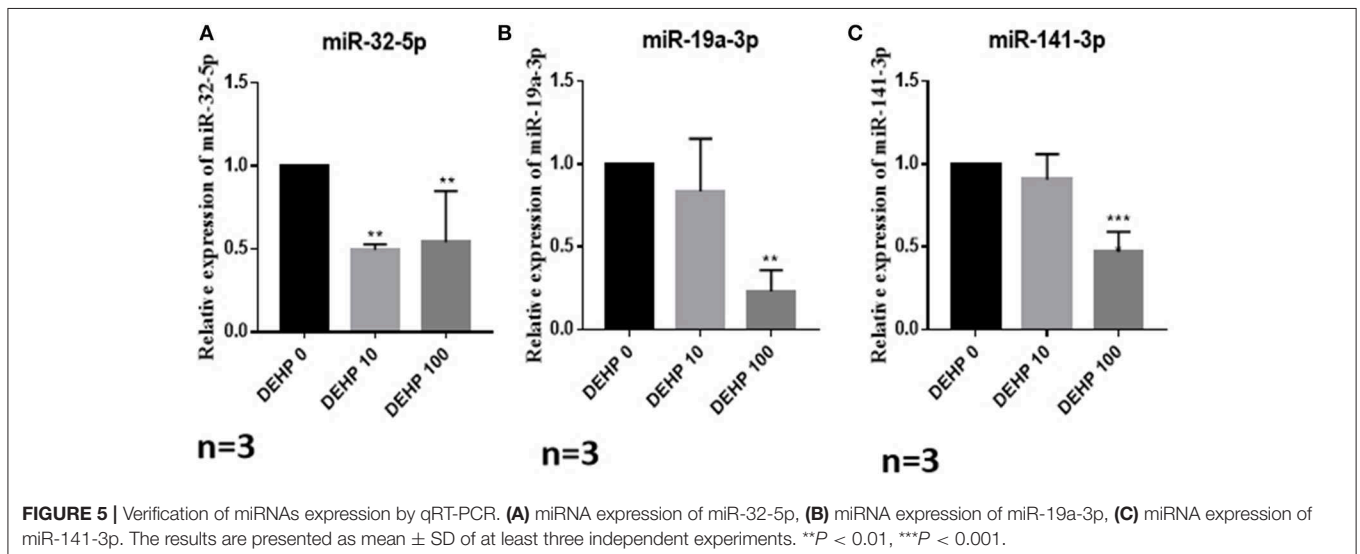 A
miR-32-5p
Relative expression of miR-32-5p
1.5
1.0
0.5
0.0
**
**
DEHP 0
DEHP 10
DEHP 100
n=3
B
miR-19a-3p
Relative expression of miR-19a-3p
1.5
1.0
0.5
0.0
**
DEHP 0
DEHP 10
DEHP 100
n=3
C
miR-141-3p
Relative expression of miR-141-3p
1.5
1.0
0.5
0.0
***
DEHP 0
DEHP 10
DEHP 100
n=3
FIGURE 5 | Verification of miRNAs expression by qRT-PCR. (A) miRNA expression of miR-32-5p, (B) miRNA expression of miR-19a-3p, (C) miRNA expression of
miR-141-3p. The results are presented as mean ± SD of at least three independent experiments. **P < 0.01, ***P < 0.001.